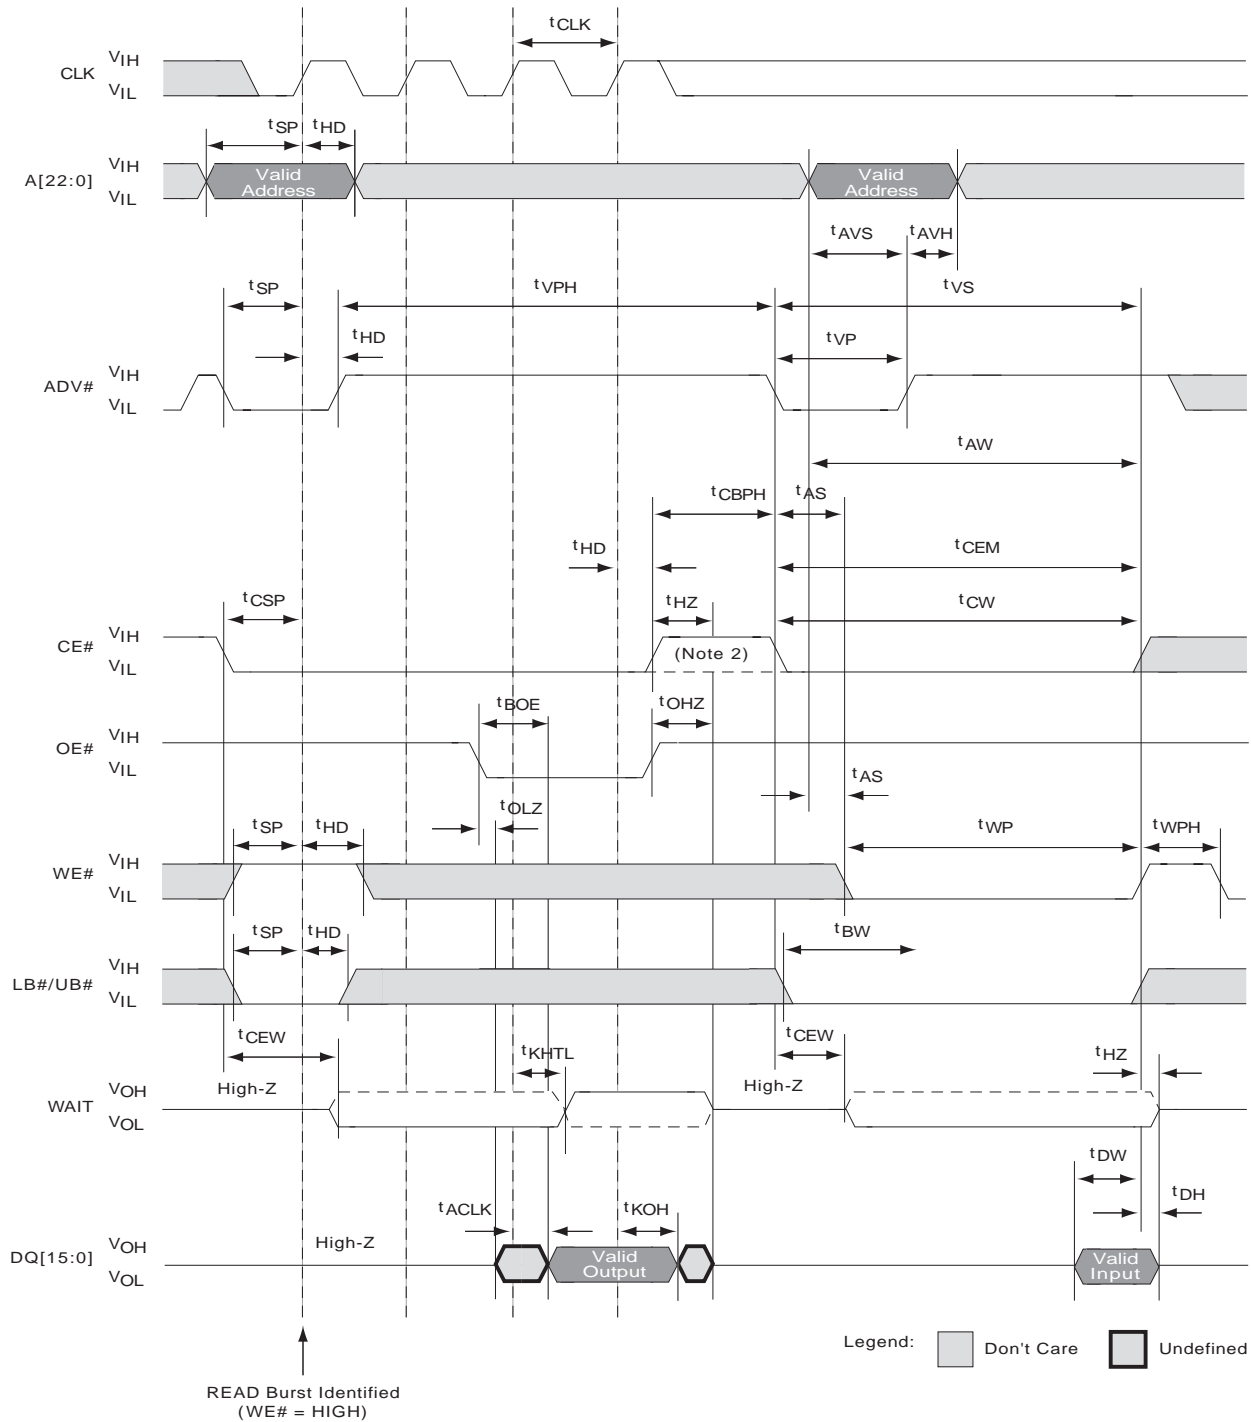 tCLK
CLK
VIH
VIL
tSP
tHD
A[22:0]
VIH
VIL
Valid
Address
Valid
Address
tAVS
tAVH
tSP
tVPH
tVS
tHD
tVP
ADV#
VIH
VIL
tAW
tCBPH
tAS
tHD
tCEM
tCSP
tHZ
tCW
CE#
VIH
VIL
(Note 2)
tBOE
tOHZ
OE#
VIH
VIL
tAS
tOLZ
tSP
tHD
tWP
tWPH
WE#
VIH
VIL
tSP
tHD
tBW
LB#/UB#
VIH
VIL
tCEW
tKHTL
tCEW
tHZ
WAIT
VOH
VOL
High-Z
High-Z
tDW
tACLK
tKOH
tDH
DQ[15:0]
VOH
VOL
High-Z
Valid
Output
Valid
Input
Legend:
Don't Care
Undefined
READ Burst Identified
(WE# = HIGH)